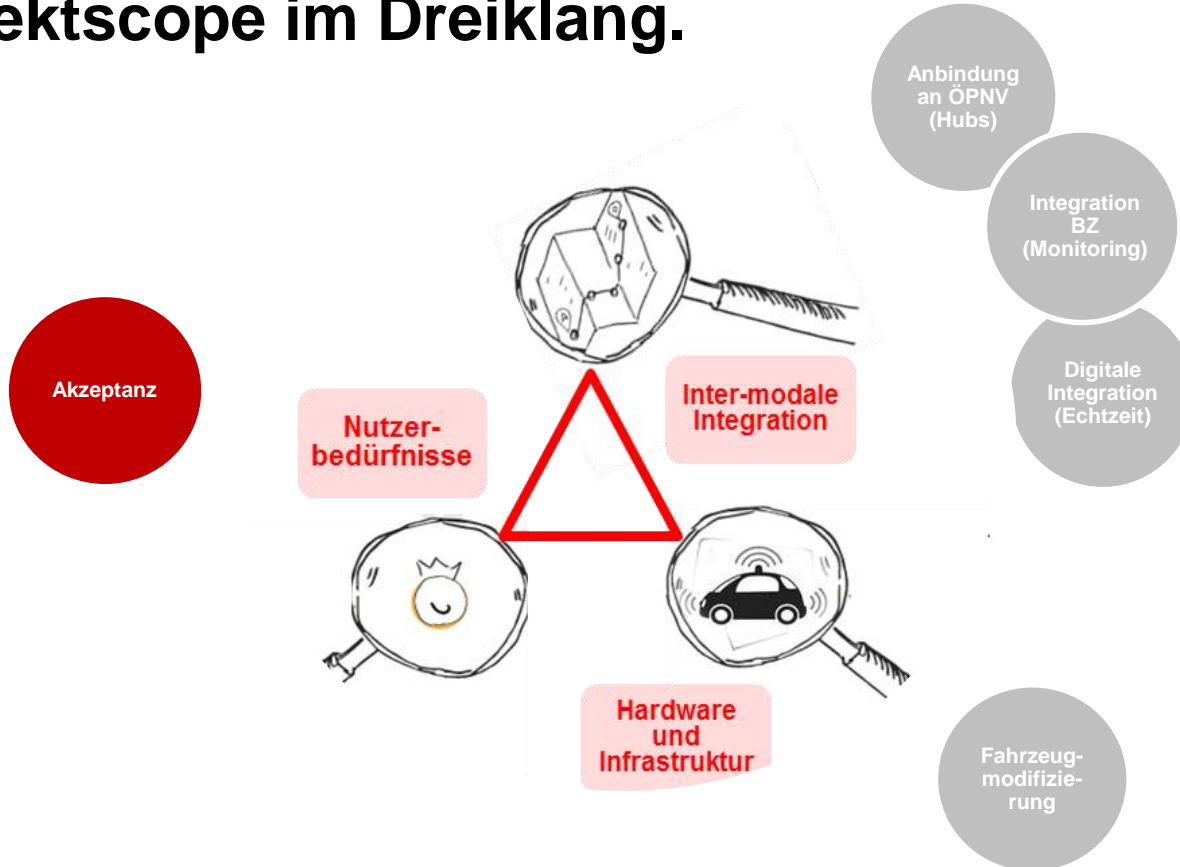 ektscope im Dreiklang.
Anbindung
an ÖPNV
(Hubs)
Integration
BZ
(Monitoring)
Digitale
Integration
(Echtzeit)
Akzeptanz
Nutzer-
bedürfnisse
Inter-modale
Integration
Hardware
und
Infrastruktur
Fahrzeug-
modifizie-
rung